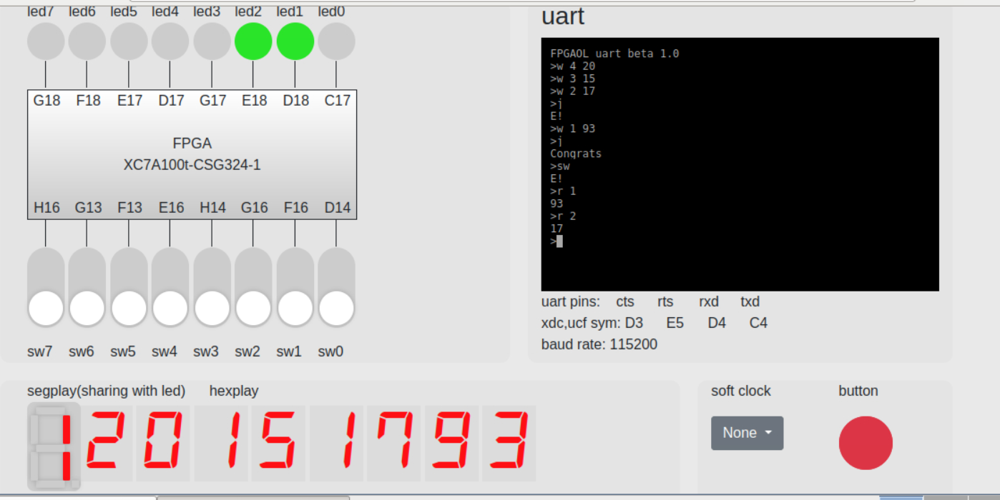 led7 led6 led5 led4 led3 led2 led1 led0
G18 F18 E17 D17 G17 E18 D18 C17
FPGA
XC7A100t-CSG324-1
H16 G13 F13 E16 H14 G16 F16 D14
sw7 sw6 sw5 sw4 sw3 sw2 sw1 sw0
uart
FPGAOL uart beta 1.0
>w 4 20
>w 3 15
>w 2 17
>j
E!
>w 1 93
>j
Congrats
>sw
E!
>r 1
93
>r 2
17
>
uart pins: cts rts rxd txd
xdc,ucf sym: D3 E5 D4 C4
baud rate: 115200
segplay(sharing with led) hexplay
1 2 0 1 5 1 7 9 3
soft clock button
None